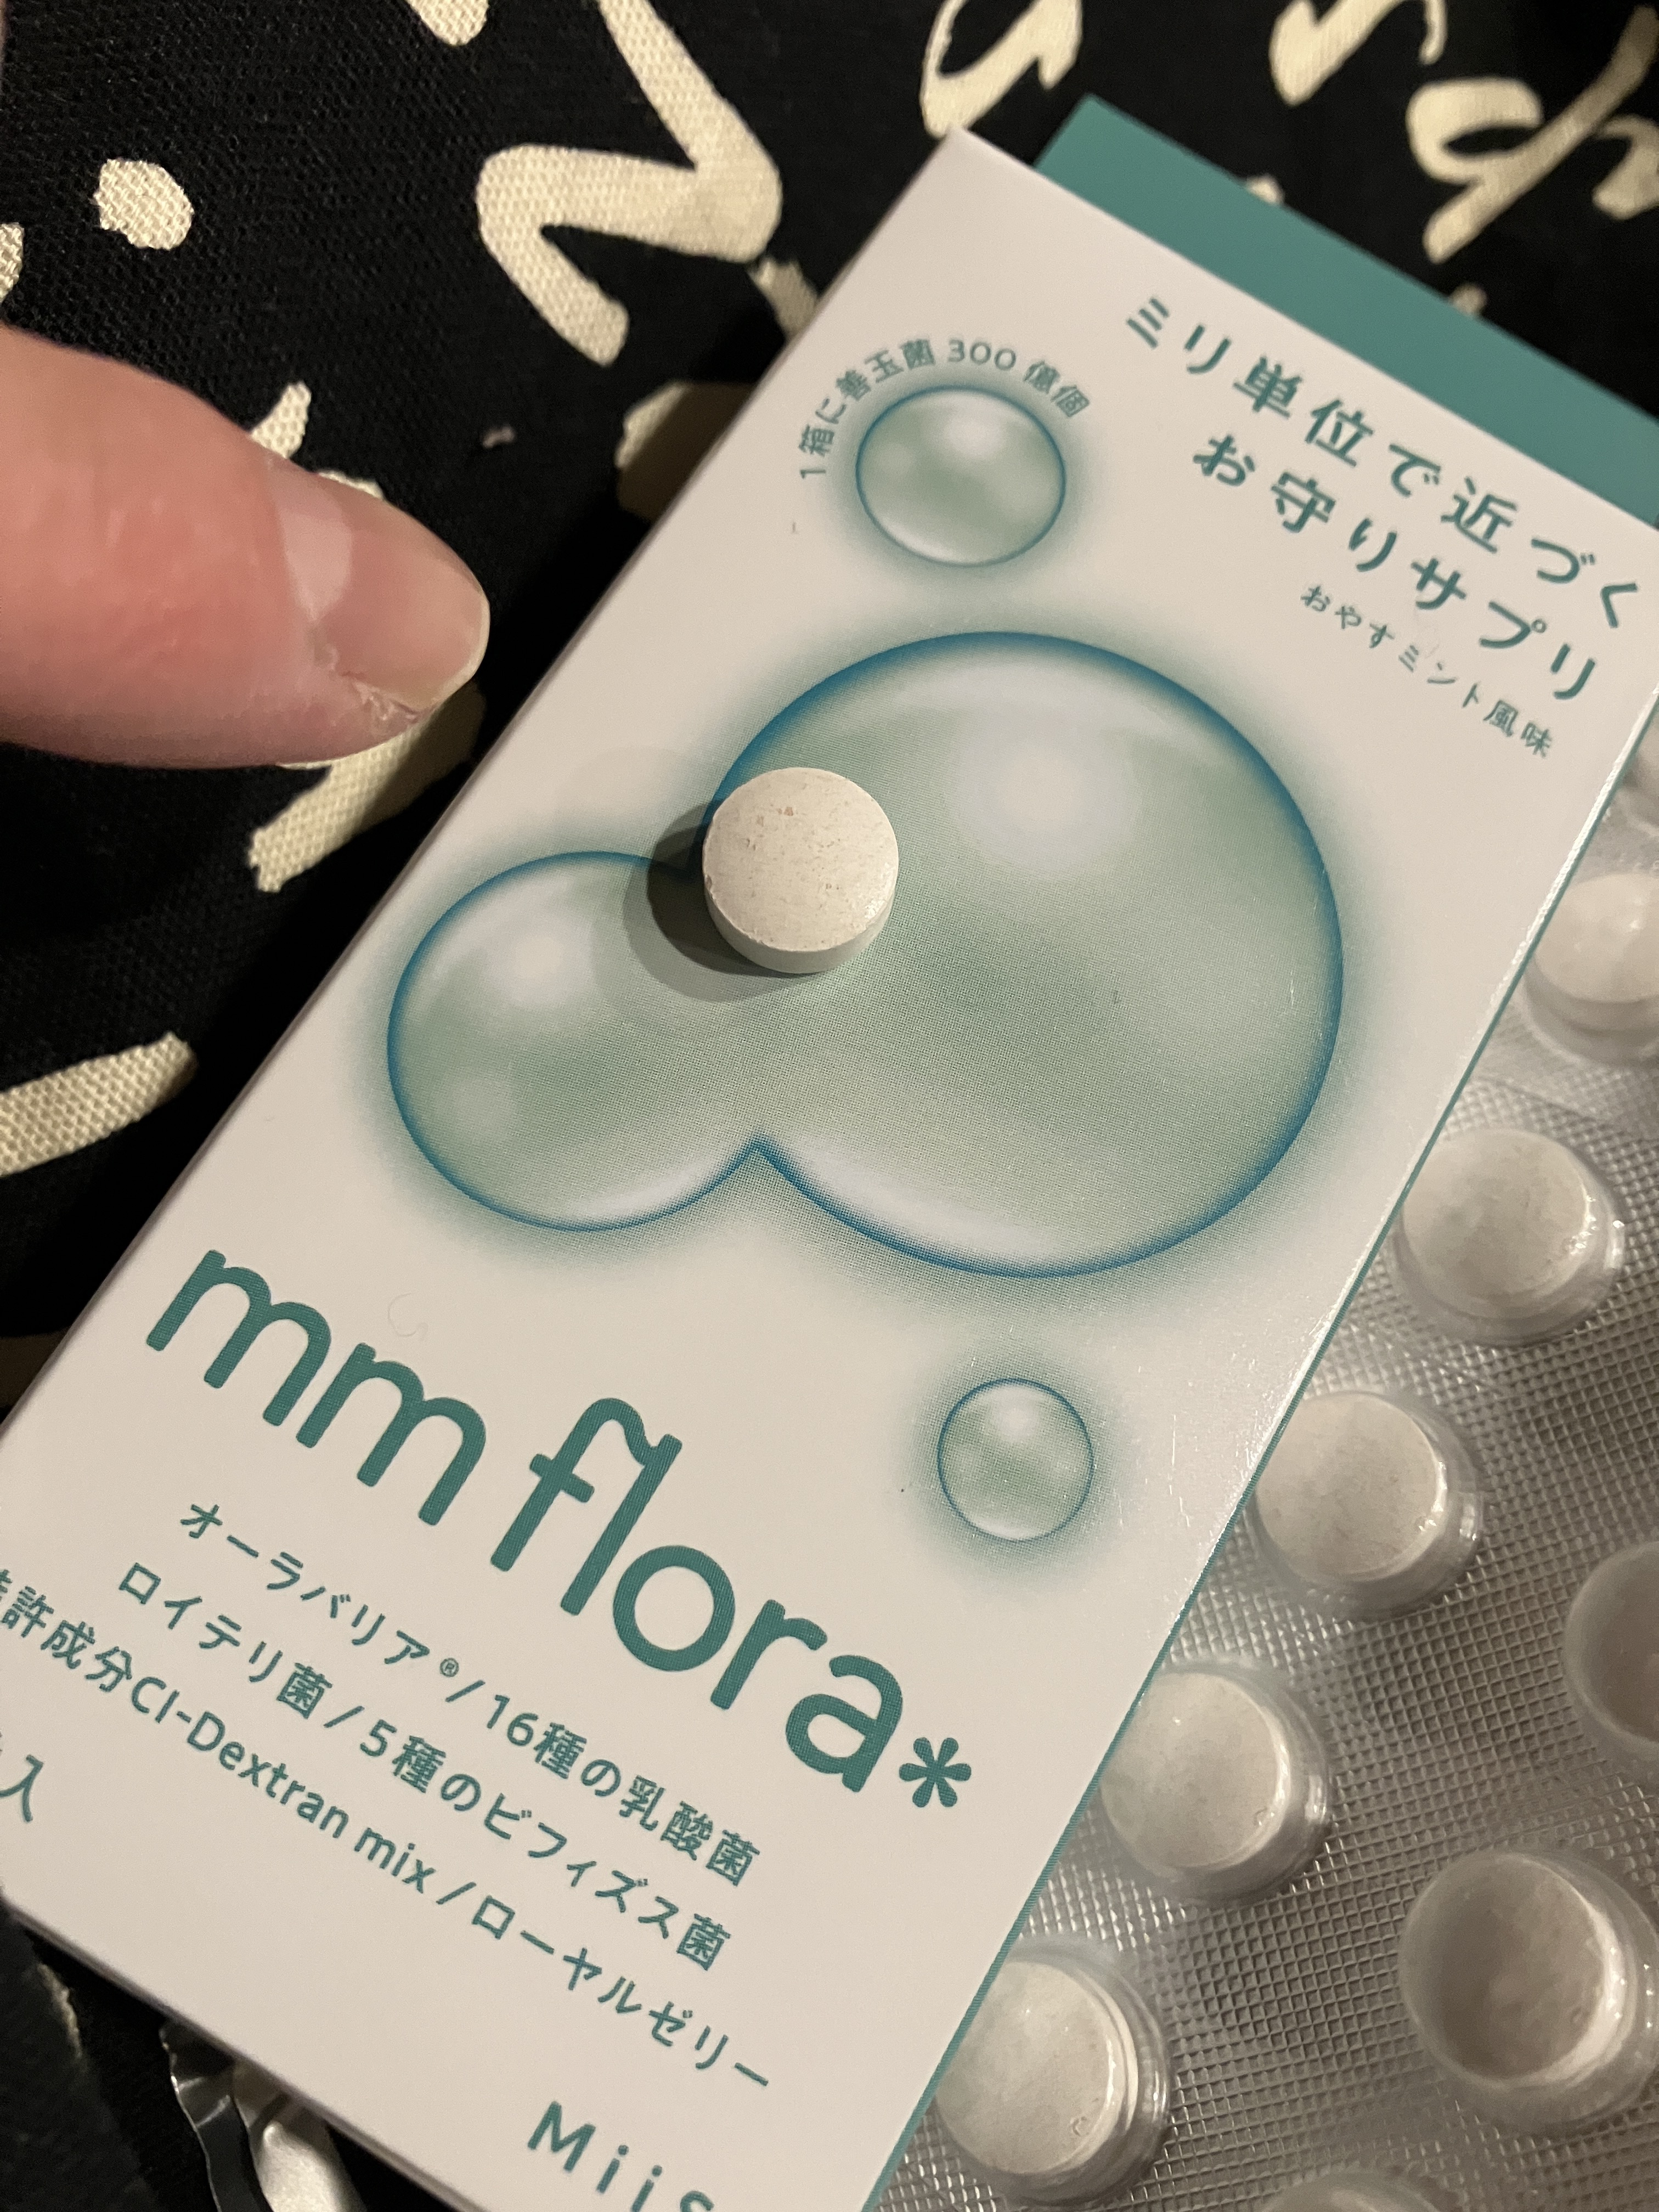 ミリ単位で近づく
お守りサプリ
おやすミント風味
1箱に善玉菌300億個
mm flora*
オーラバリア®/16種の乳酸菌
ロイテリ菌/5種のビフィズス菌
許成分CI-Dextran mix/ローヤルゼリー
入
Miis